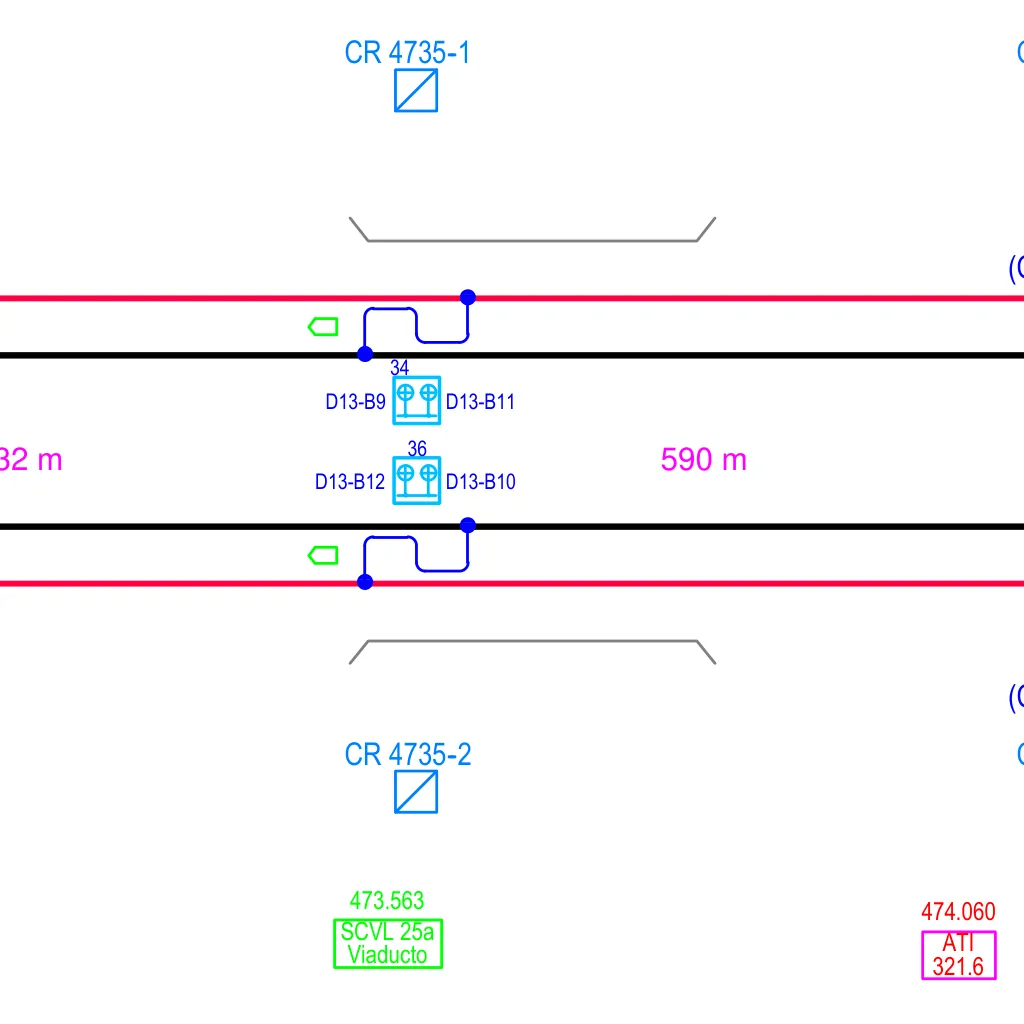 CR 4735-1
34
D13-B9 D13-B11
32 m
36
590 m
D13-B12 D13-B10
CR 4735-2
473.563
SCVL 25a
Viaducto
474.060
ATI
321.6